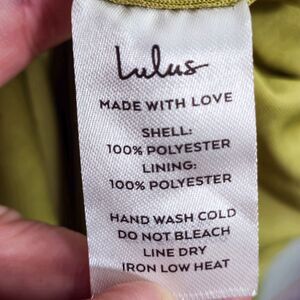 Lulus
MADE WITH LOVE
SHELL:
100% POLYESTER
LINING:
100% POLYESTER
HAND WASH COLD
DO NOT BLEACH
LINE DRY
IRON LOW HEAT